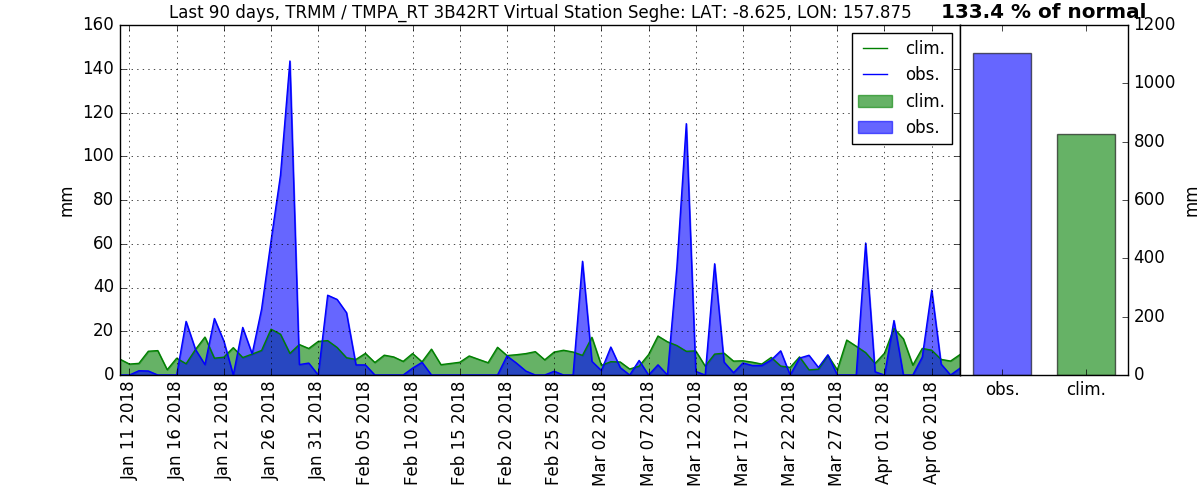 Last 90 days, TRMM / TMPA_RT 3B42RT Virtual Station Seghe: LAT: -8.625, LON: 157.875
133.4 % of normal
160
140
120
100
80
60
40
20
0
mm
clim.
obs.
clim.
obs.
Jan 11 2018
Jan 16 2018
Jan 21 2018
Jan 26 2018
Jan 31 2018
Feb 05 2018
Feb 10 2018
Feb 15 2018
Feb 20 2018
Feb 25 2018
Mar 02 2018
Mar 07 2018
Mar 12 2018
Mar 17 2018
Mar 22 2018
Mar 27 2018
Apr 01 2018
Apr 06 2018
1200
1000
800
600
400
200
0
mm
obs.
clim.